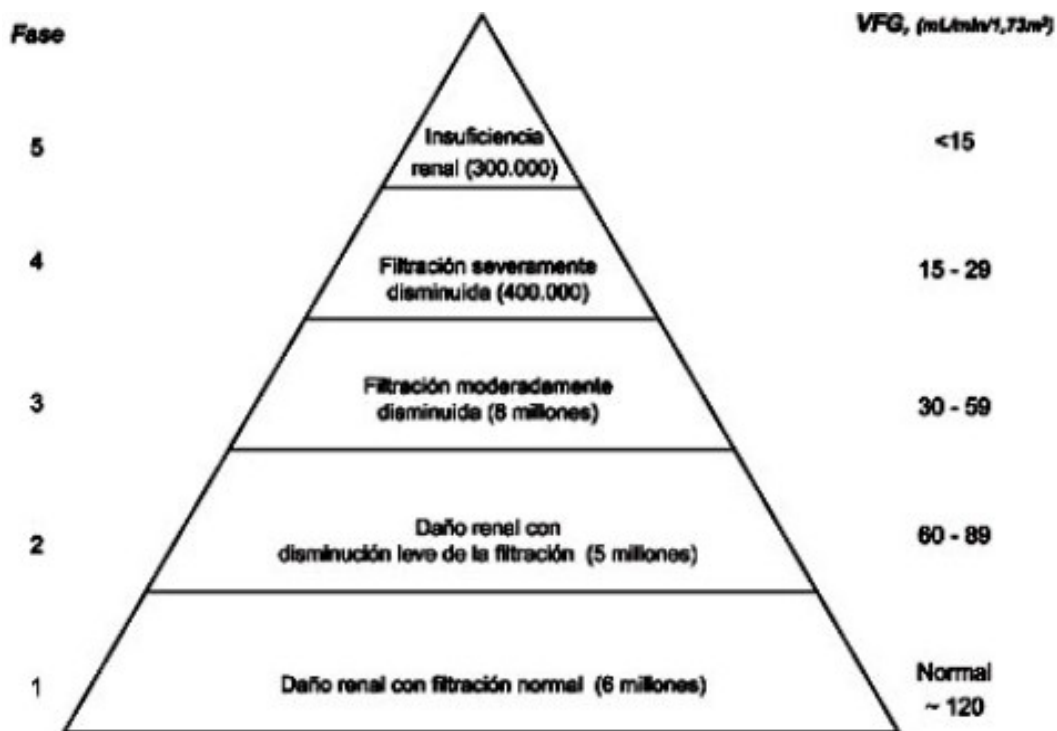 Fase
VFG, (mL/min/1,73m²)
5
Insuficiencia
renal (300.000)
<15
4
Filtración severamente
disminuida (400.000)
15 - 29
3
Filtración moderadamente
disminuida (8 millones)
30 - 59
2
Daño renal con
disminución leve de la filtración (5 millones)
60 - 89
1
Daño renal con filtración normal (6 millones)
Normal
~ 120